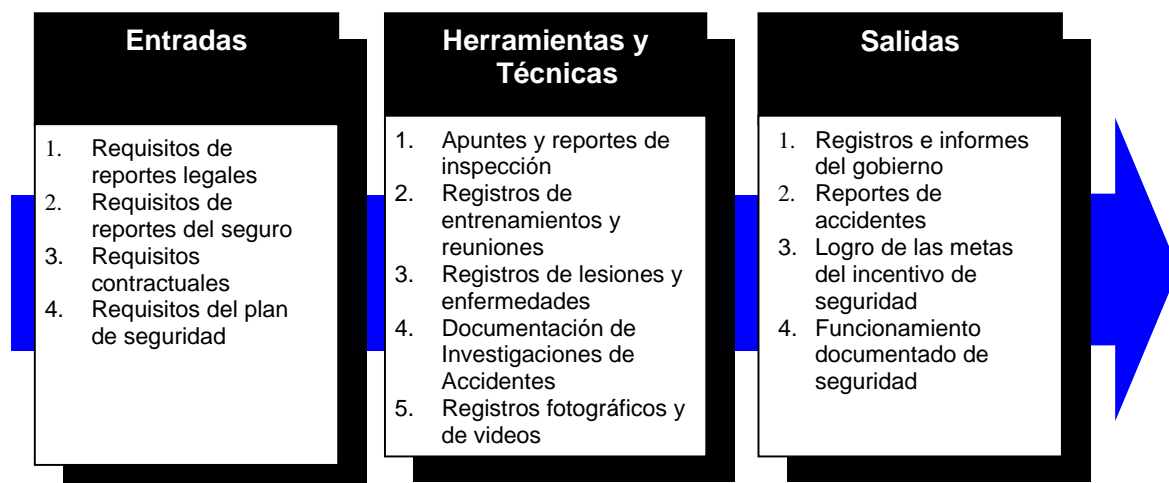 Entradas
1. Requisitos de
reportes legales
2. Requisitos de
reportes del seguro
3. Requisitos
contractuales
4. Requisitos del plan
de seguridad
Herramientas y
Técnicas
1. Apuntes y reportes de
inspección
2. Registros de
entrenamientos y
reuniones
3. Registros de lesiones y
enfermedades
4. Documentación de
Investigaciones de
Accidentes
5. Registros fotográficos y
de videos
Salidas
1. Registros e informes
del gobierno
2. Reportes de
accidentes
3. Logro de las metas
del incentivo de
seguridad
4. Funcionamiento
documentado de
seguridad